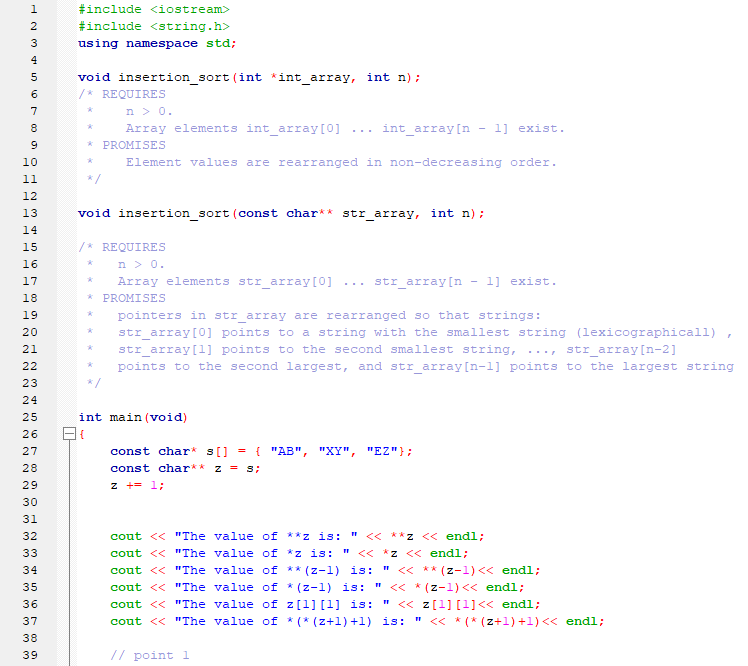 1 #include <iostream>
2 #include <string.h>
3 using namespace std;
4
5 void insertion_sort(int *int_array, int n);
6 /* REQUIRES
7 *    n > 0.
8 *    Array elements int_array[0] ... int_array[n - 1] exist.
9 * PROMISES
10 *    Element values are rearranged in non-decreasing order.
11 */
12
13 void insertion_sort(const char** str_array, int n);
14
15 /* REQUIRES
16 *   n > 0.
17 *   Array elements str_array[0] ... str_array[n - 1] exist.
18 * PROMISES
19 *   pointers in str_array are rearranged so that strings:
20 *   str_array[0] points to a string with the smallest string (lexicographicall) ,
21 *   str_array[1] points to the second smallest string, ..., str_array[n-2]
22 *   points to the second largest, and str_array[n-1] points to the largest string
23 */
24
25 int main(void)
26 {
27     const char* s[] = { "AB", "XY", "EZ"};
28     const char** z = s;
29     z += 1;
30
31
32     cout << "The value of **z is: " << **z << endl;
33     cout << "The value of *z is: " << *z << endl;
34     cout << "The value of **(z-1) is: " << **(z-1)<< endl;
35     cout << "The value of *(z-1) is: " << *(z-1)<< endl;
36     cout << "The value of z[1][1] is: " << z[1][1]<< endl;
37     cout << "The value of *(*(z+1)+1) is: " << *(*(z+1)+1)<< endl;
38
39     // point 1